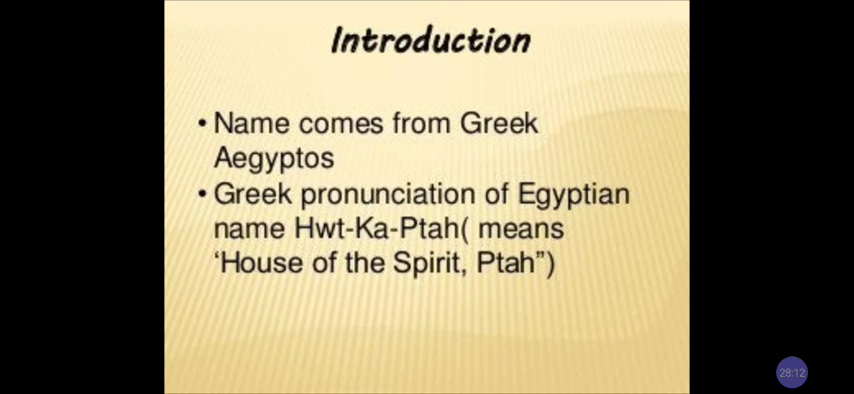 Introduction
• Name comes from Greek
Aegyptos
• Greek pronunciation of Egyptian
name Hwt-Ka-Ptah( means
‘House of the Spirit, Ptah”)
28:12